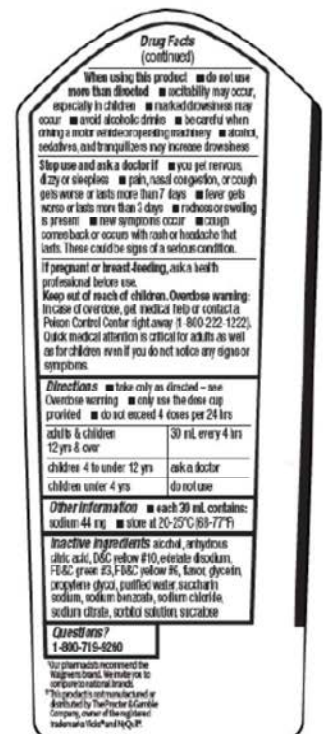 Drug Facts
(continued)
When using this product ■ do not use
more than directed ■ excitability may occur,
especially in children ■ marked drowsiness may
occur ■ avoid alcoholic drinks ■ be careful when
driving a motor vehicle or operating machinery ■ alcohol,
sedatives, and tranquilizers may increase drowsiness
Stop use and ask a doctor if ■ you get nervous,
dizzy or sleepless ■ pain, nasal congestion, or cough
gets worse or lasts more than 7 days ■ fever gets
worse or lasts more than 3 days ■ redness or swelling
is present ■ new symptoms occur ■ cough
comes back or occurs with rash or headache that
lasts. These could be signs of a serious condition.
If pregnant or breast-feeding, ask a health
professional before use.
Keep out of reach of children. Overdose warning:
In case of overdose, get medical help or contact a
Poison Control Center right away (1-800-222-1222).
Quick medical attention is critical for adults as well
as for children even if you do not notice any signs or
symptoms.
Directions ■ take only as directed – see
Overdose warning ■ only use the dose cup
provided ■ do not exceed 4 doses per 24 hrs
adults & children 30 mL every 4 hrs
12 yrs & over
children 4 to under 12 yrs ask a doctor
children under 4 yrs do not use
Other information ■ each 30 mL contains:
sodium 44 mg ■ store at 20-25°C (68-77°F)
Inactive ingredients alcohol, anhydrous
citric acid, D&C yellow #10, edetate disodium,
FD&C green #3, FD&C yellow #6, flavor, glycerin,
propylene glycol, purified water, saccharin
sodium, sodium benzoate, sodium chloride,
sodium citrate, sorbitol solution, sucralose
Questions?
1-800-719-9260
Our pharmacists recommend the
Walgreens brand. We invite you to
compare to national brands.
This product is not manufactured or
distributed by The Procter & Gamble
Company, owner of the registered
trademarks Vicks® and NyQuil®.